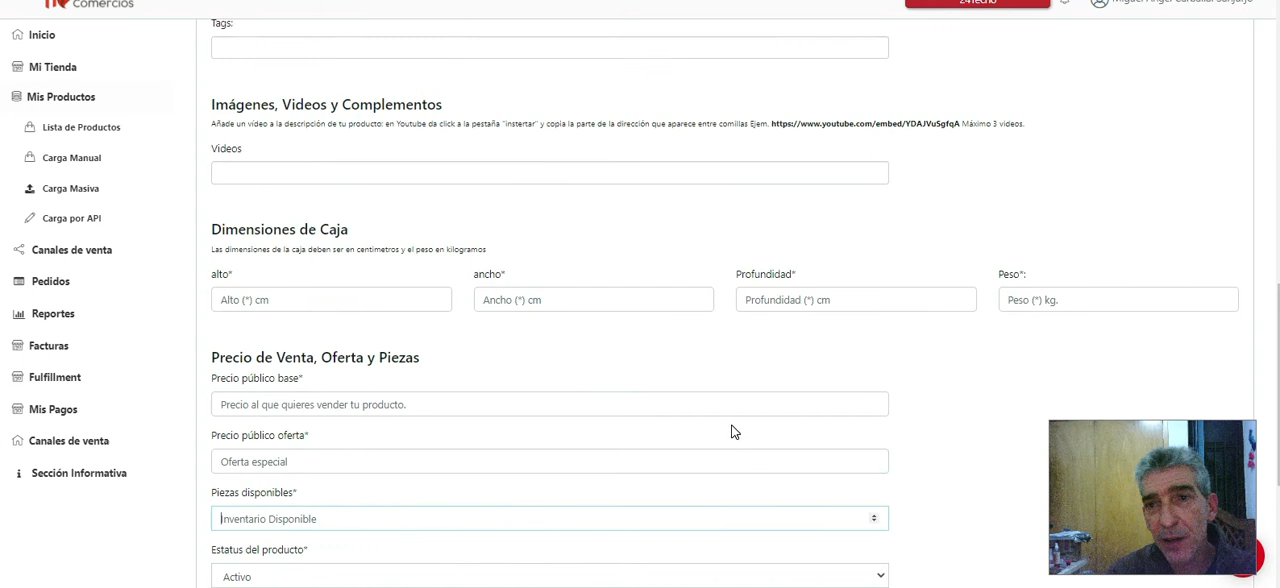 comercios
Tags:
Inicio
Mi Tienda
Mis Productos
Lista de Productos
Carga Manual
Carga Masiva
Carga por API
Canales de venta
Pedidos
Reportes
Facturas
Fulfillment
Mis Pagos
Canales de venta
Sección Informativa
Imágenes, Videos y Complementos
Añade un vídeo a la descripción de tu producto: en Youtube da click a la pestaña "instertar" y copia la parte de la dirección que aparece entre comillas Ejem. https://www.youtube.com/embed/YDAJVuSgfqA Máximo 3 videos.
Videos
Dimensiones de Caja
Las dimensiones de la caja deben ser en centímetros y el peso en kilogramos
alto* ancho* Profundidad* Peso*:
Alto (*) cm Ancho (*) cm Profundidad (*) cm Peso (*) kg.
Precio de Venta, Oferta y Piezas
Precio público base*
Precio al que quieres vender tu producto.
Precio público oferta*
Oferta especial
Piezas disponibles*
Inventario Disponible
Estatus del producto*
Activo